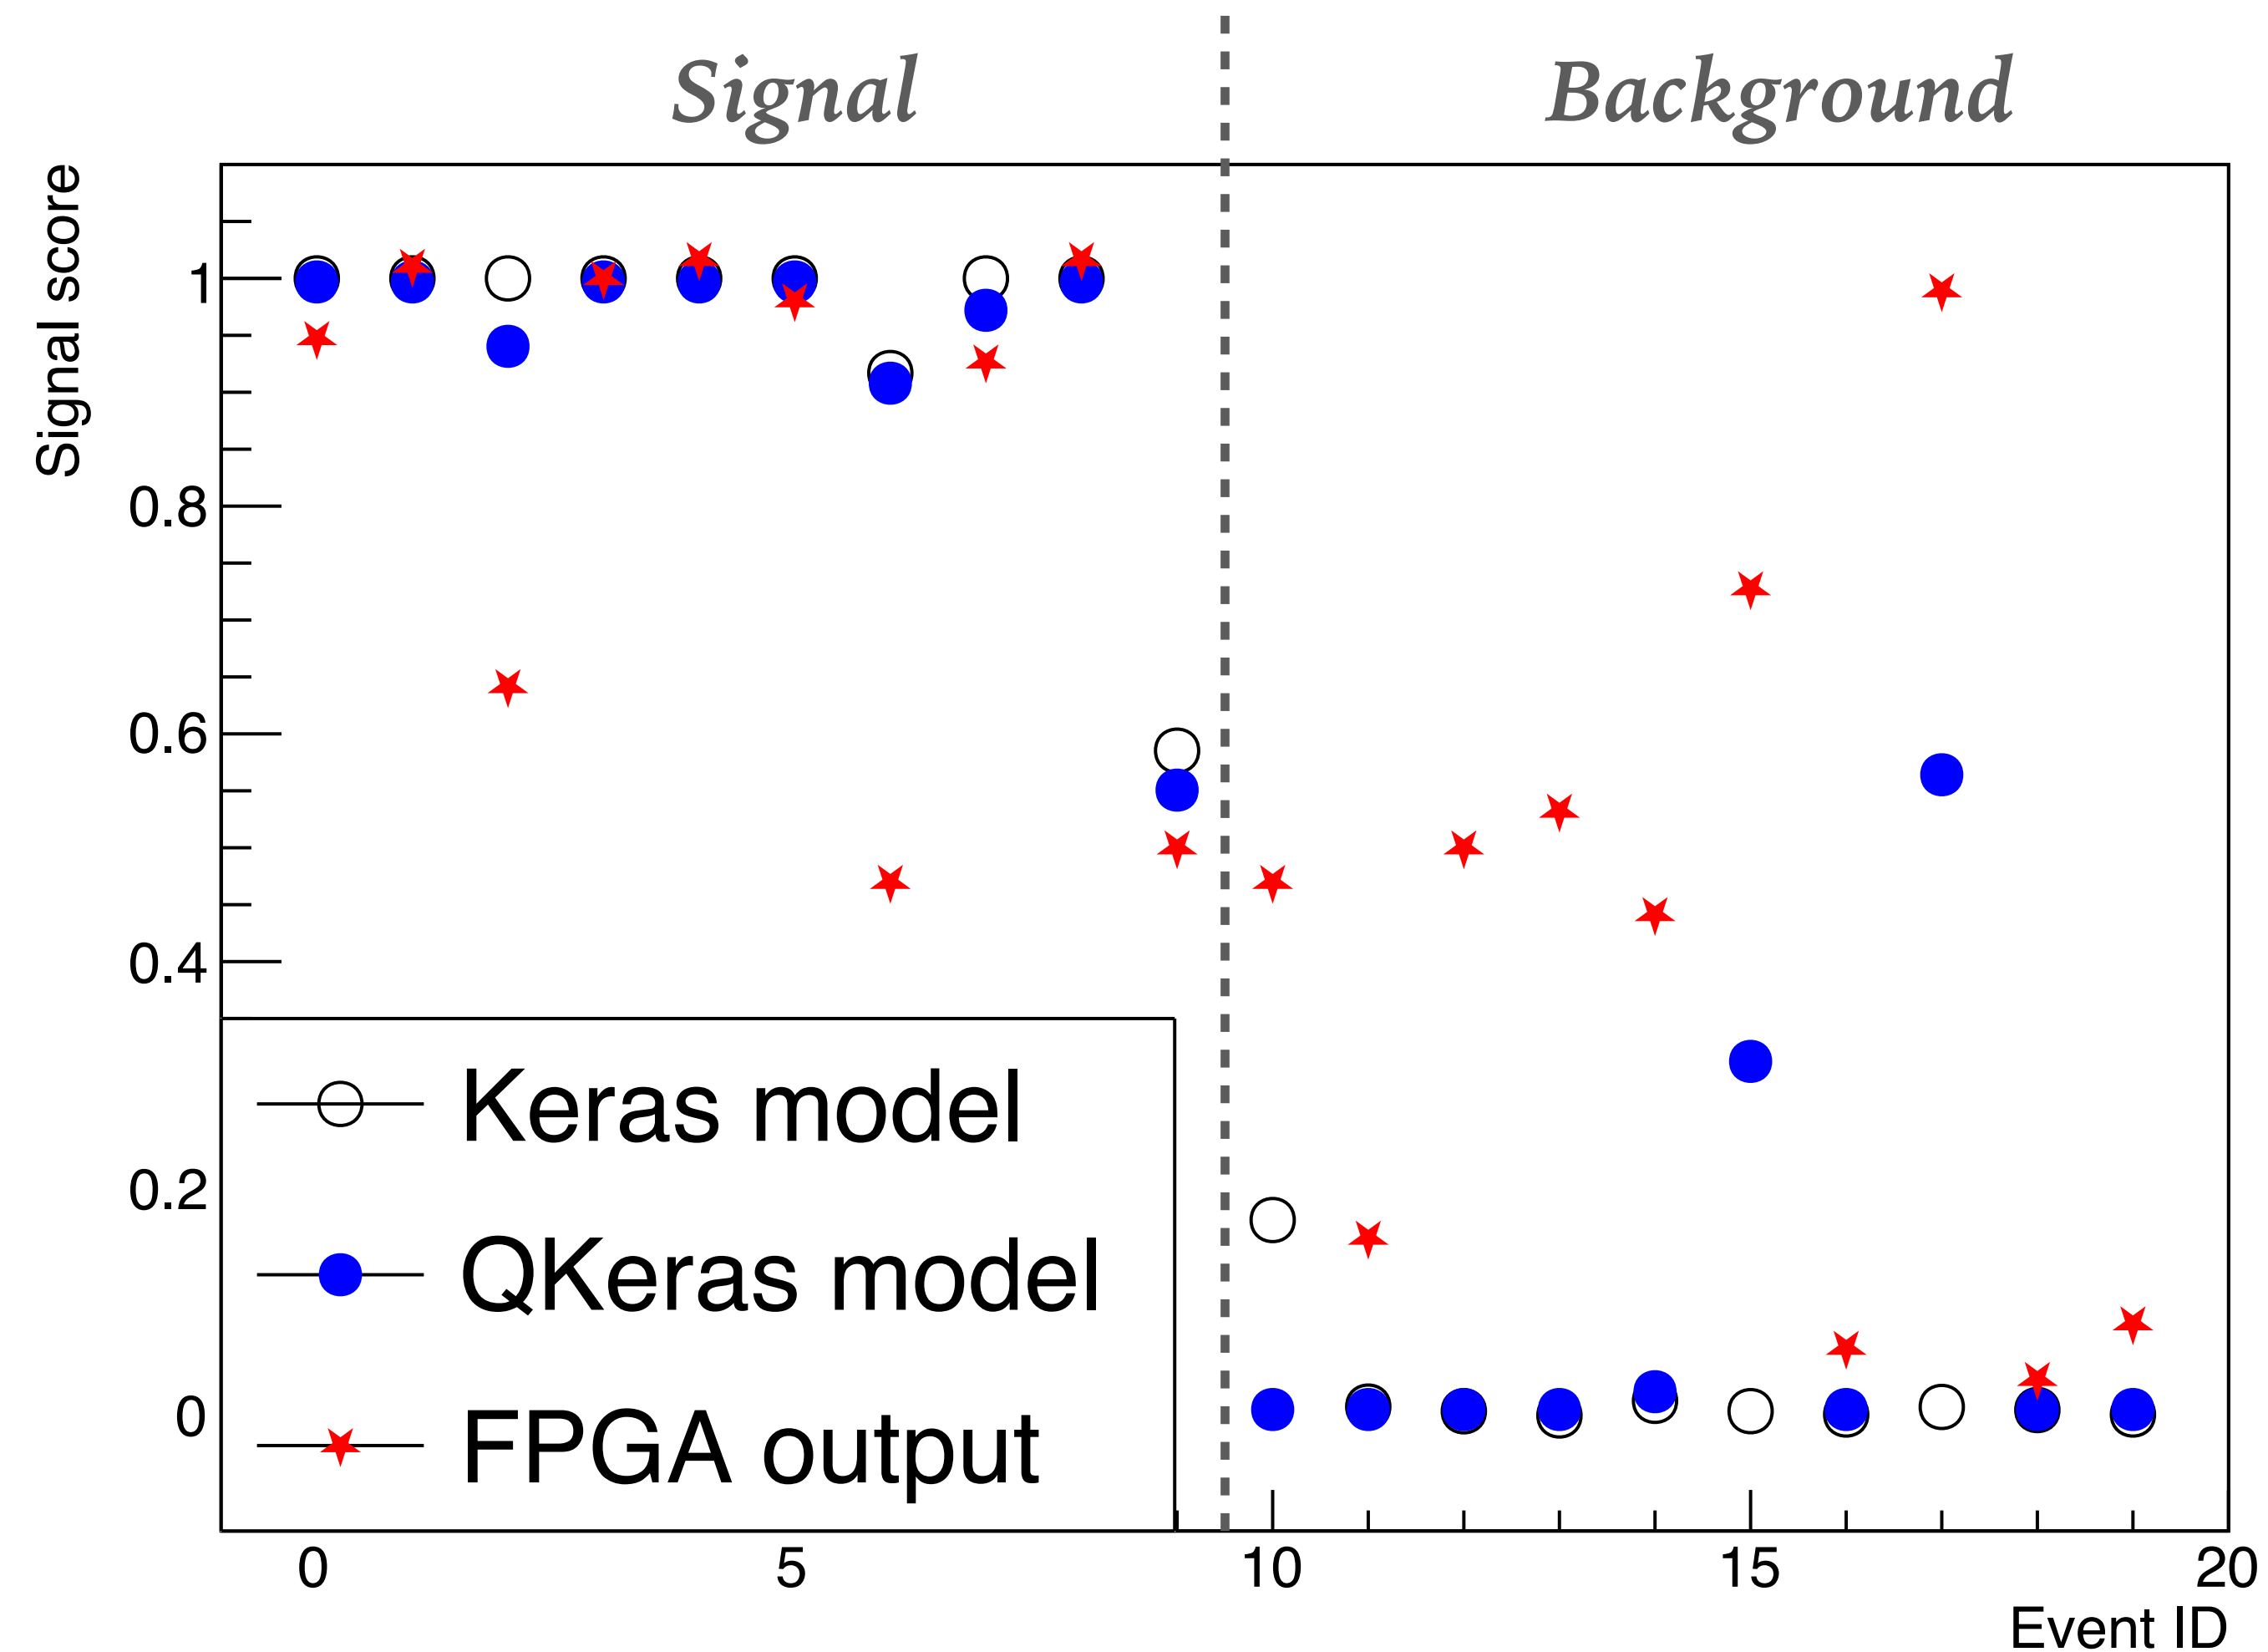 Signal Background
Signal score
1
0.8
0.6
0.4
0.2
0
Keras model
QKeras model
FPGA output
0 5 10 15 20
Event ID